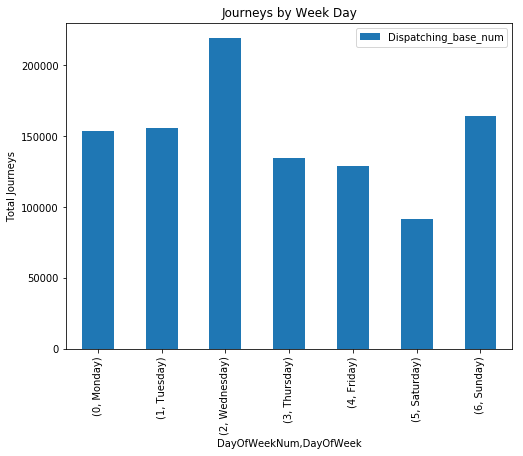 Journeys by Week Day
Dispatching_base_num
Total Journeys
200000
150000
100000
50000
0
(0, Monday)
(1, Tuesday)
(2, Wednesday)
(3, Thursday)
(4, Friday)
(5, Saturday)
(6, Sunday)
DayOfWeekNum,DayOfWeek